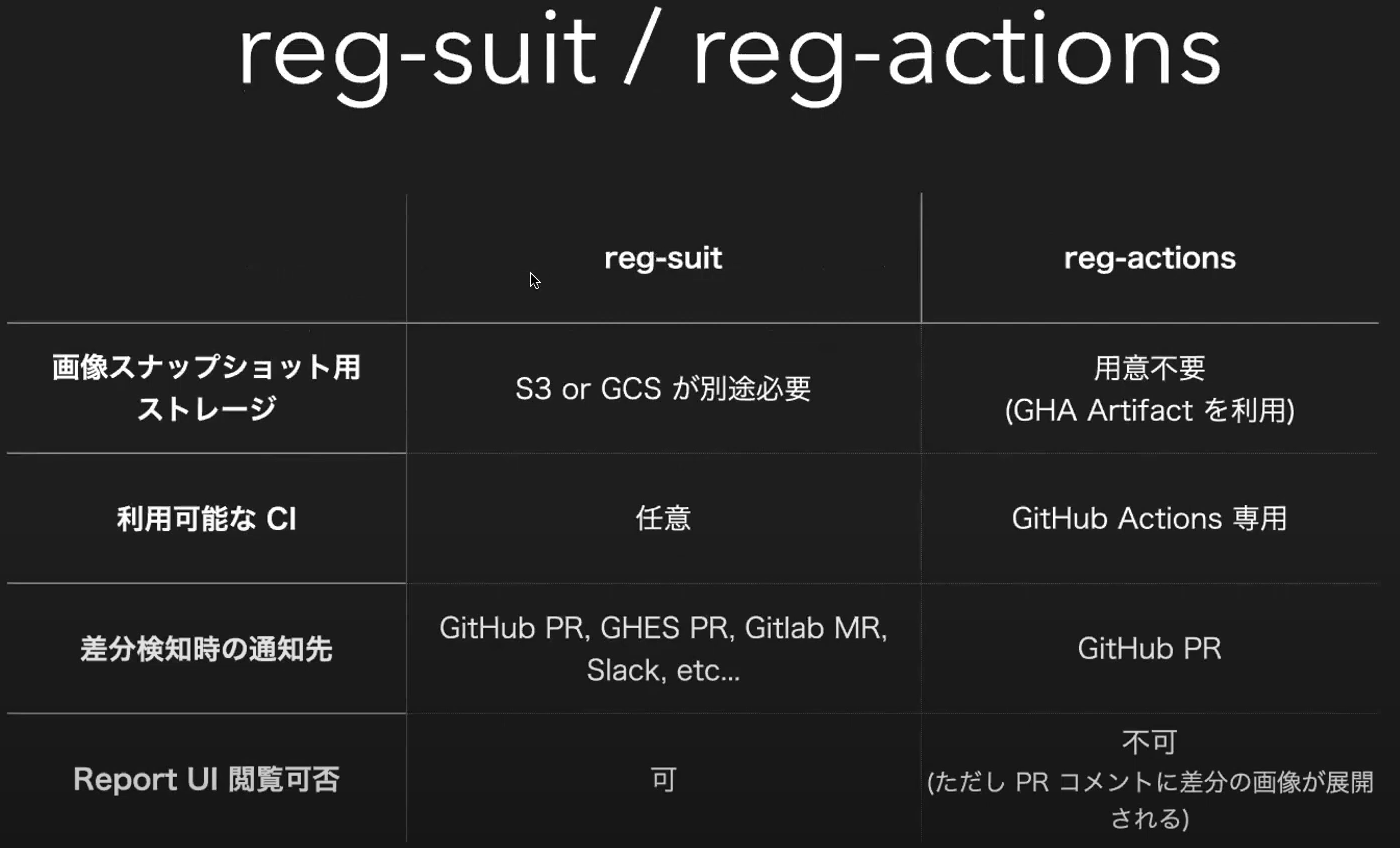 reg-suit / reg-actions
reg-suit
reg-actions
画像スナップショット用
ストレージ
S3 or GCS が別途必要
用意不要
(GHA Artifact を利用)
利用可能な CI
任意
GitHub Actions 専用
差分検知時の通知先
GitHub PR, GHES PR, Gitlab MR,
Slack, etc...
GitHub PR
Report UI 閲覧可否
可
不可
(ただし PR コメントに差分の画像が展開
される)